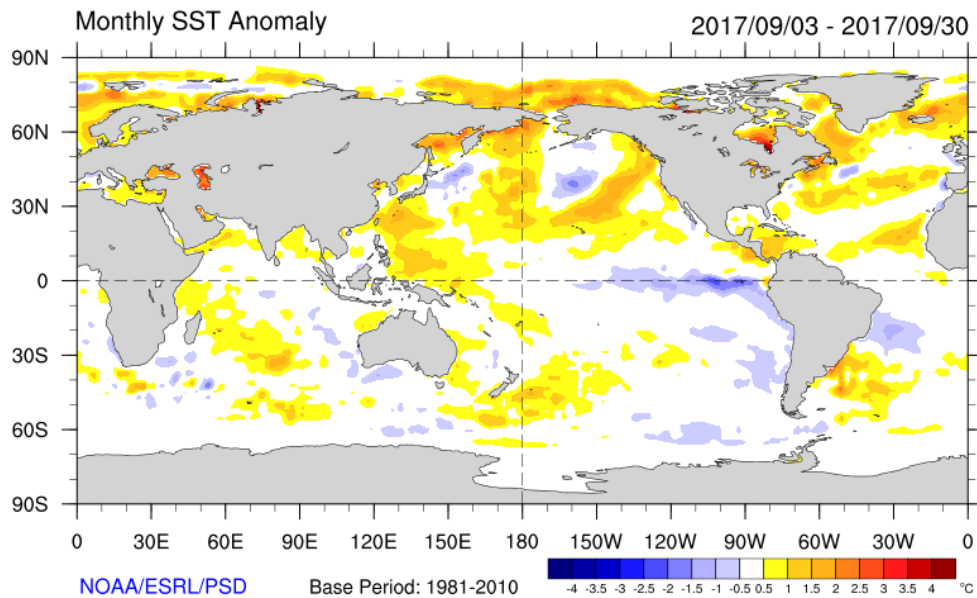 Monthly SST Anomaly 2017/09/03 - 2017/09/30
90N
60N
30N
0
30S
60S
90S
0 30E 60E 90E 120E 150E 180 150W 120W 90W 60W 30W 0
NOAA/ESRL/PSD Base Period: 1981-2010
-4 -3.5 -3 -2.5 -2 -1.5 -1 -0.5 0.5 1 1.5 2 2.5 3 3.5 4 °C